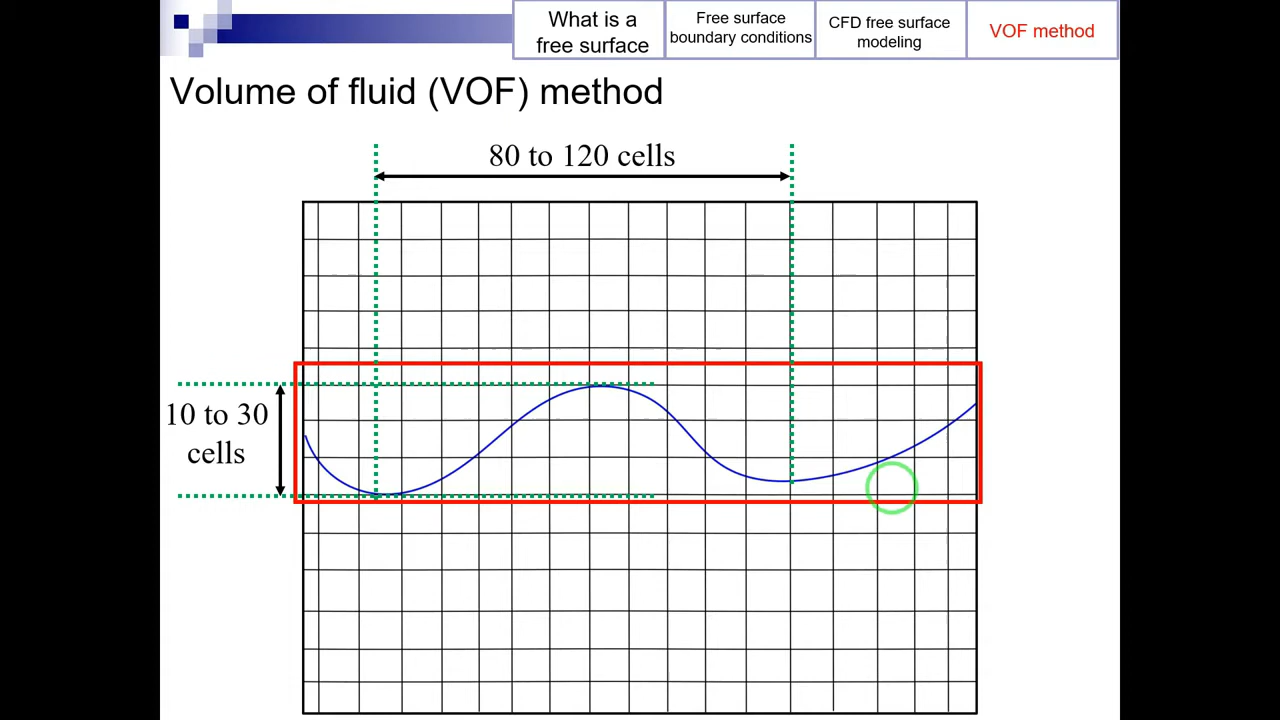 What is a
free surface
Free surface
boundary conditions
CFD free surface
modeling
VOF method
Volume of fluid (VOF) method
80 to 120 cells
10 to 30
cells